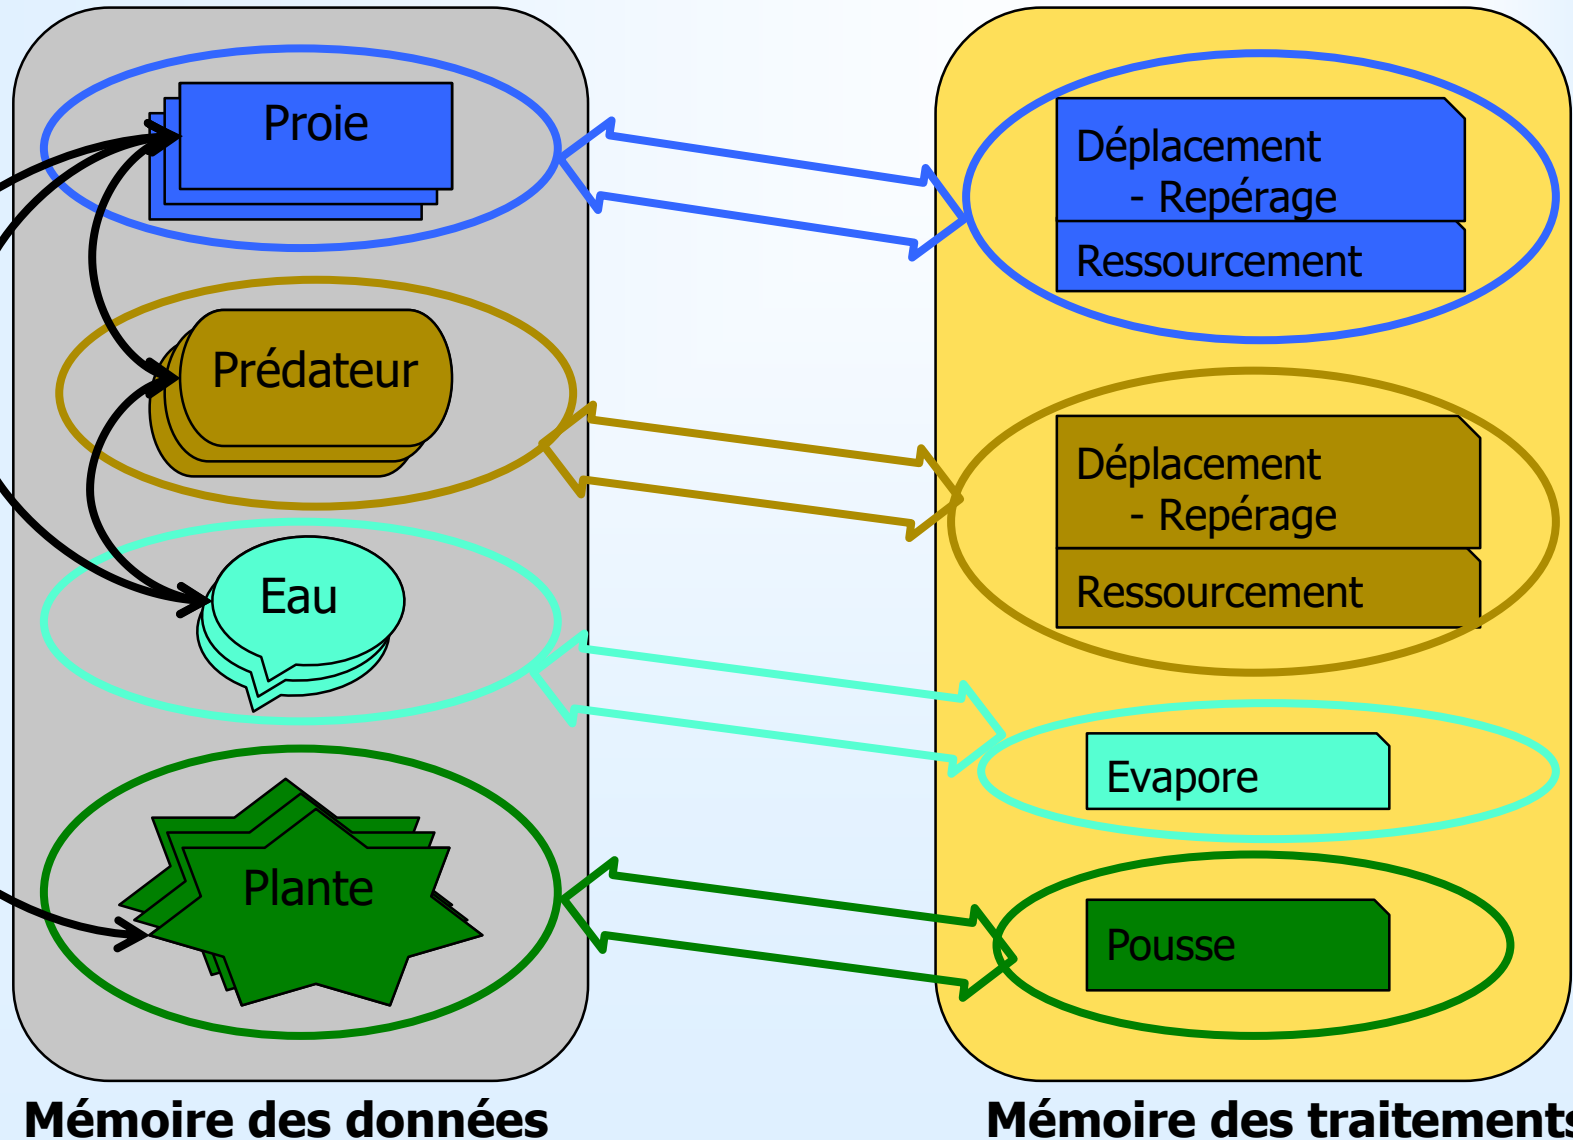 Proie
Prédateur
Eau
Plante
Mémoire des données
Déplacement
- Repérage
Ressourcement
Déplacement
- Repérage
Ressourcement
Evapore
Pousse
Mémoire des traitements